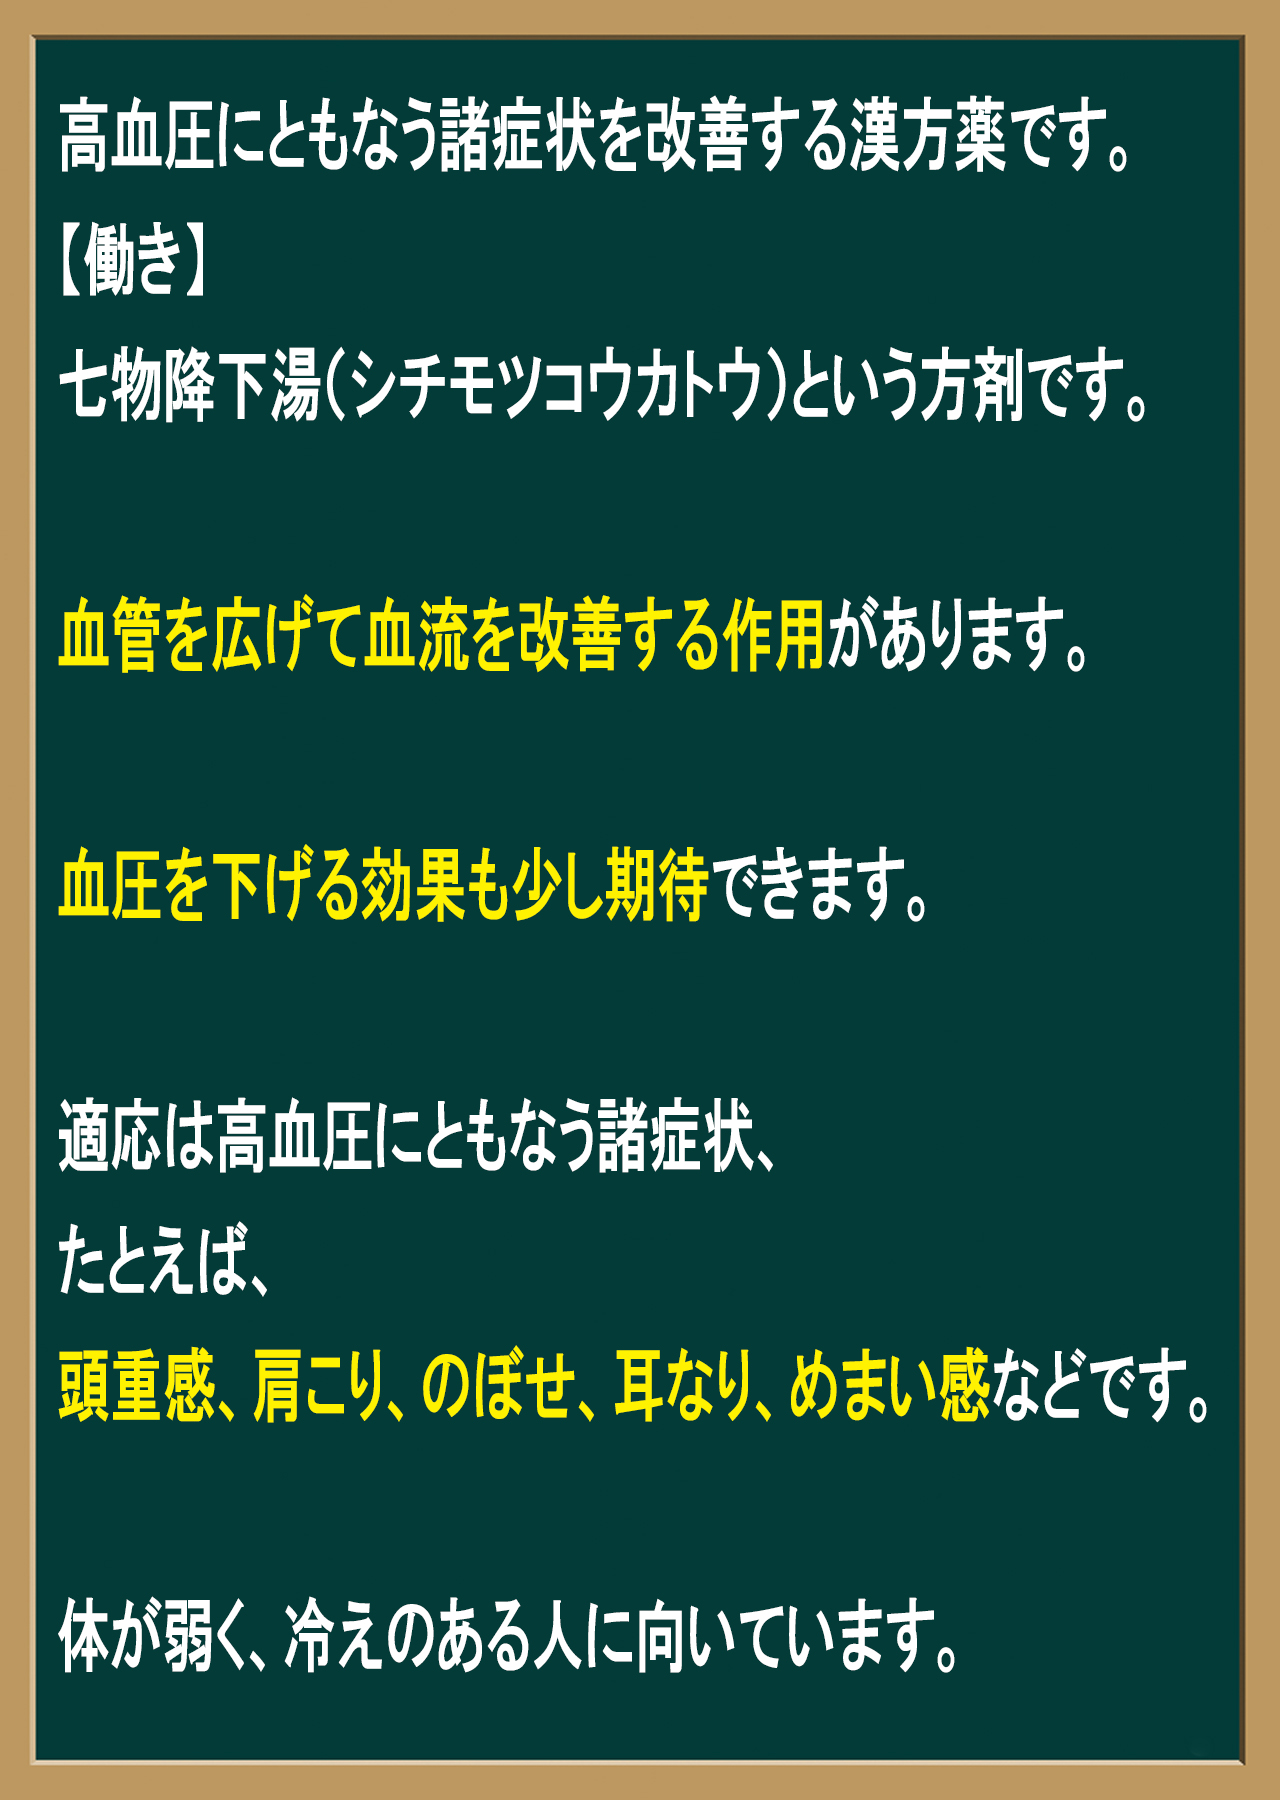 高血圧にともなう諸症状を改善する漢方薬です。
【働き】
七物降下湯(シチモツコウカトウ)という方剤です。
血管を広げて血流を改善する作用があります。
血圧を下げる効果も少し期待できます。
適応は高血圧にともなう諸症状、
たとえば、
頭重感、肩こり、のぼせ、耳なり、めまい感などです。
体が弱く、冷えのある人に向いています。